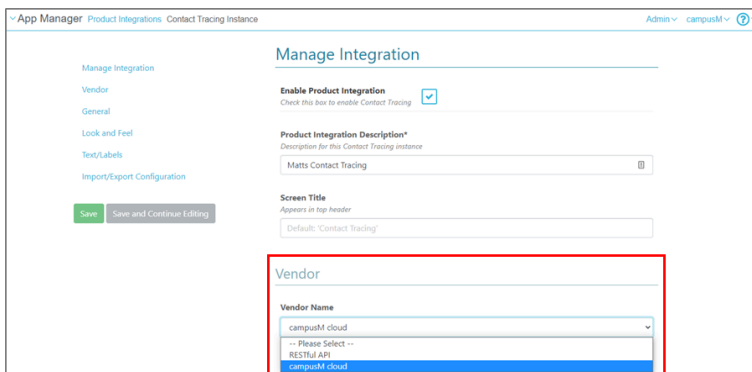 App Manager Product Integrations Contact Tracing Instance Admin campusM ?
Manage Integration
Vendor
General
Look and Feel
Text/Labels
Import/Export Configuration
Save Save and Continue Editing
Manage Integration
Enable Product Integration
Check this box to enable Contact Tracing
Product Integration Description*
Description for this Contact Tracing instance
Matts Contact Tracing
Screen Title
Appears in top header
Default: 'Contact Tracing'
Vendor
Vendor Name
campusM cloud
-- Please Select --
RESTful API
campusM cloud